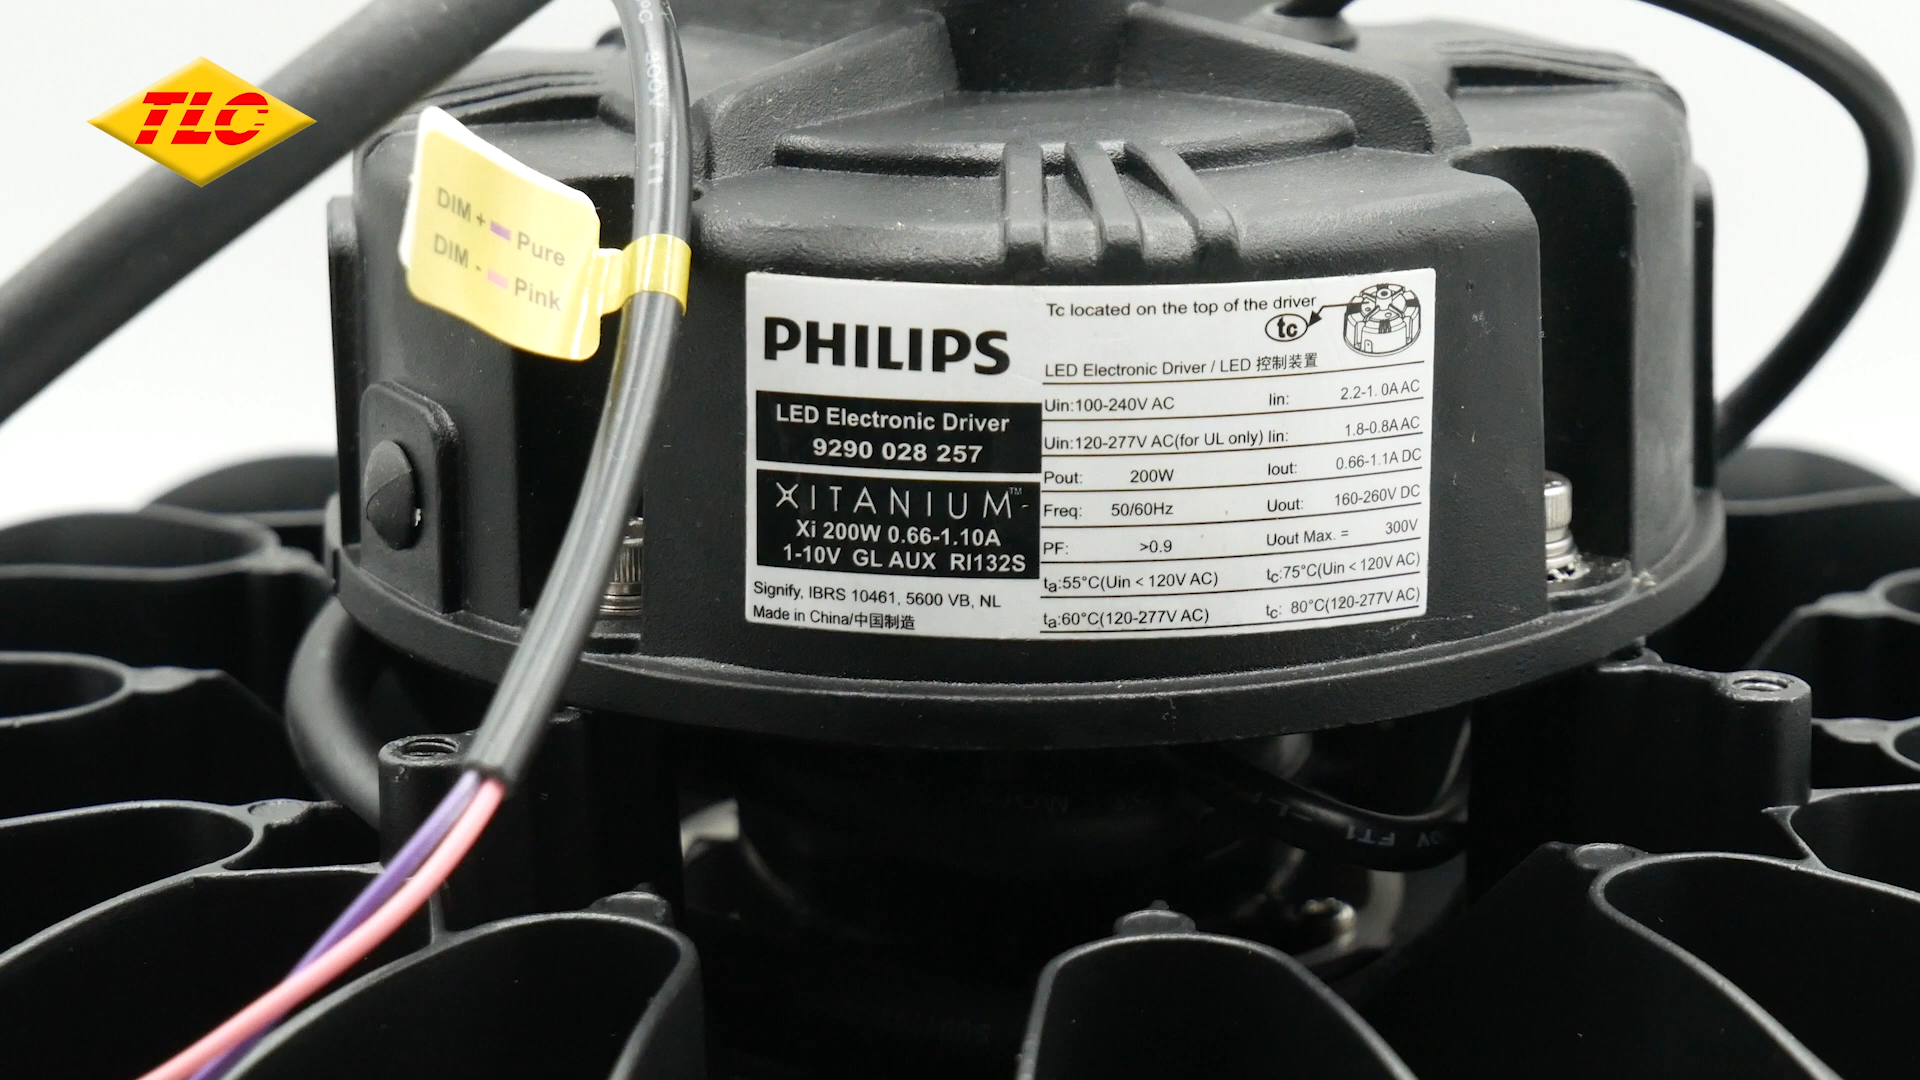 TLC
DIM + Pure
DIM - Pink
PHILIPS
LED Electronic Driver
9290 028 257
XITANIUM™
Xi 200W 0.66-1.10A
1-10V GL AUX RI132S
Signify, IBRS 10461, 5600 VB, NL
Made in China/中国制造
Tc located on the top of the driver
tc
LED Electronic Driver / LED 控制装置
Uin:100-240V AC Iin: 2.2-1.0A AC
Uin:120-277V AC(for UL only) Iin: 1.8-0.8A AC
Pout: 200W Iout: 0.66-1.1A DC
Freq: 50/60Hz Uout: 160-260V DC
PF: >0.9 Uout Max. = 300V
ta:55°C(Uin < 120V AC) tc:75°C(Uin < 120V AC)
ta:60°C(120-277V AC) tc: 80°C(120-277V AC)
300V FT1
FT1